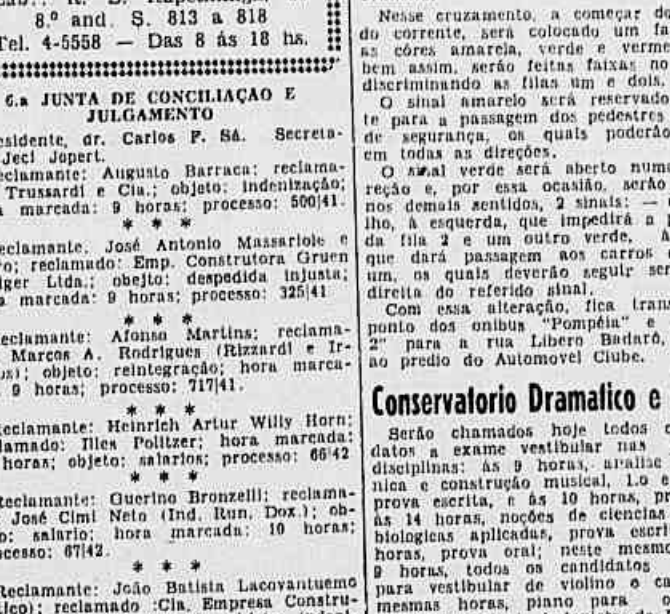 8.º and. S. 813 a 818
Tel. 4-5558 — Das 8 ás 18 hs.
6.a JUNTA DE CONCILIAÇAO E
JULGAMENTO
esidente, dr. Carlos F. Sá. Secreta-
Jeci Jopert.
eclamante: Augusto Barraca; reclama-
Trussardi e Cia.; objeto: indenização;
marcada: 9 horas; processo: 500|41.
* * *
eclamante, José Antonio Massariole e
ro; reclamado: Emp. Construtora Gruen
iger Ltda.; obejto: despedida injusta;
a marcada: 9 horas; processo: 325|41
* * *
eclamante: Afonso Martins; reclama-
Marcos A. Rodrigues (Rizzardi e Ir-
os); objeto: reintegração; hora marca-
9 horas; processo: 717|41.
* * *
Reclamante: Heinrich Artur Willy Horn;
lamado: Illes Politzer; hora marcada:
horas; objeto: salarios; processo: 66|42
* * *
Reclamante: Guerino Bronzelli; reclama-
José Cimi Neto (Ind. Run. Dox.); ob-
o: salario; hora marcada: 10 horas;
ocesso: 67|42.
* * *
Reclamante: João Batista Lacovantuemo
tico); reclamado :Cia. Empresa Constru-
Nesse cruzamento, a começar do
do corrente, será colocado um fa
as côres amarela, verde e verme
bem assim, serão feitas faixas no
discriminando as filas um e dois.
O sinal amarelo será reservado
te para a passagem dos pedestres
de segurança, os quais poderão
em todas as direções.
O sinal verde será aberto numa
reção e, por essa ocasião, serão
nos demais sentidos, 2 sinais: —
lho, á esquerda, que impedirá a
da fila 2 e um outro verde, A
que dará passagem aos carros
um, os quais deverão seguir sem
direita do referido sinal.
Com essa alteração, fica tran
ponto dos onibus "Pompéia" e
2" para a rua Libero Badaró,
ao predio do Automovel Clube.
Conservatorio Dramatico e
Serão chamados hoje todos
datos a exame vestibular nas
disciplinas: ás 9 horas, analise
nica e construção musical, 1.o e
prova escrita, e ás 10 horas, pr
ás 14 horas, noções de ciencias
biologicas aplicadas, prova escri
horas, prova oral; neste mesmo
9 horas, todos os candidatos
para vestibular de violino e ca
mesmas horas, piano para